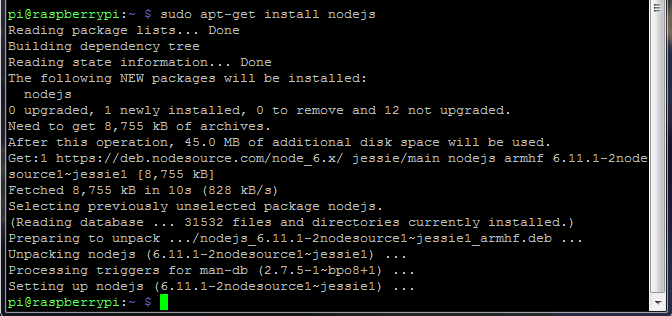 pi@raspberrypi:~ $ sudo apt-get install nodejs
Reading package lists... Done
Building dependency tree
Reading state information... Done
The following NEW packages will be installed:
  nodejs
0 upgraded, 1 newly installed, 0 to remove and 12 not upgraded.
Need to get 8,755 kB of archives.
After this operation, 45.0 MB of additional disk space will be used.
Get:1 https://deb.nodesource.com/node_6.x/ jessie/main nodejs armhf 6.11.1-2node
source1~jessie1 [8,755 kB]
Fetched 8,755 kB in 10s (828 kB/s)
Selecting previously unselected package nodejs.
(Reading database ... 31532 files and directories currently installed.)
Preparing to unpack .../nodejs_6.11.1-2nodesource1~jessie1_armhf.deb ...
Unpacking nodejs (6.11.1-2nodesource1~jessie1) ...
Processing triggers for man-db (2.7.5-1~bpo8+1) ...
Setting up nodejs (6.11.1-2nodesource1~jessie1) ...
pi@raspberrypi:~ $